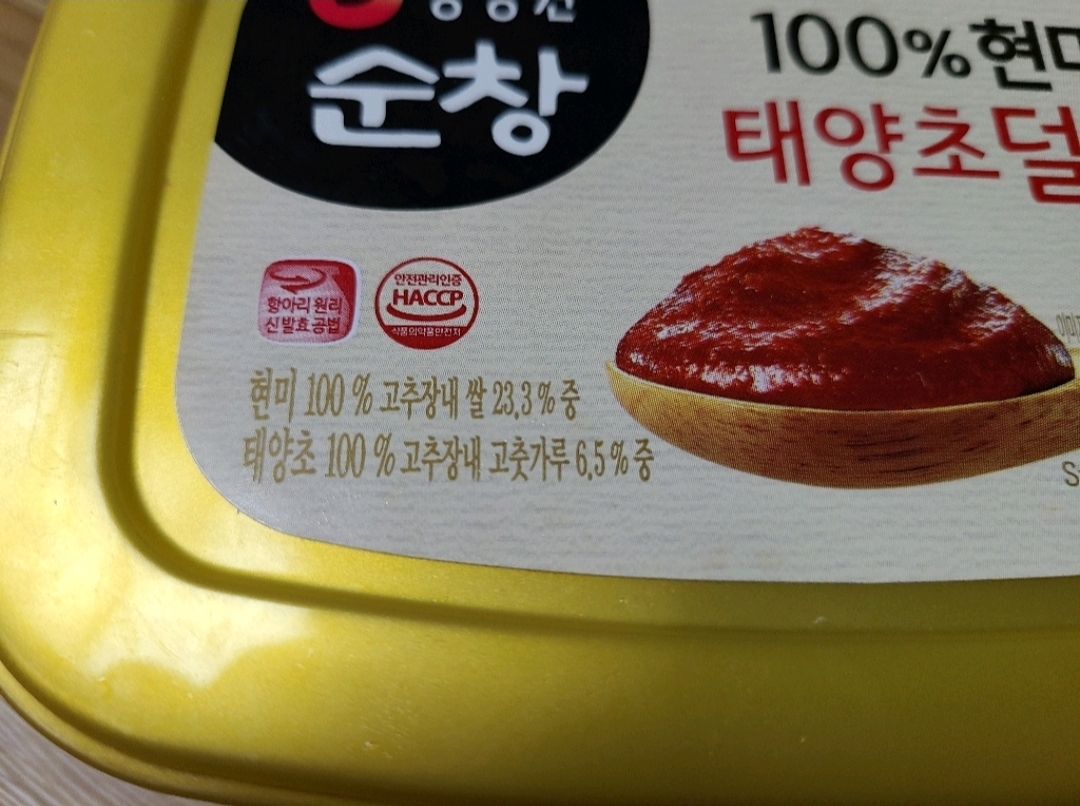 순창
100%현미
태양초덜
항아리 원리
신발효공법
안전관리인증
HACCP
식품의약품안전처
현미 100 % 고추장내 쌀 23.3 % 중
태양초 100 % 고추장내 고춧가루 6.5 % 중